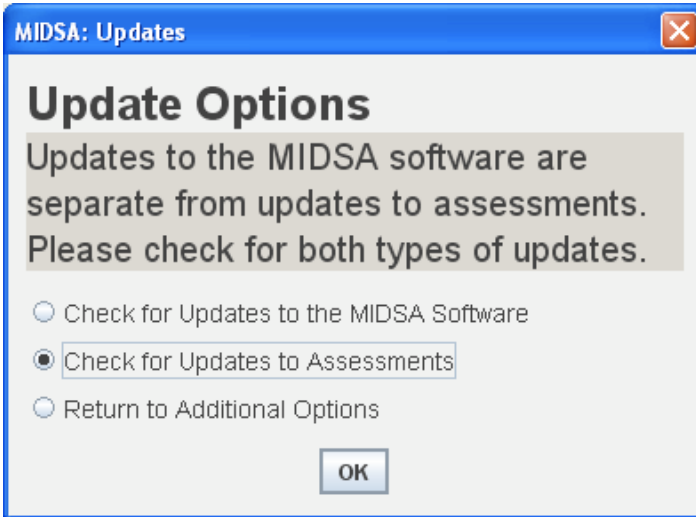 MIDSA: Updates
Update Options
Updates to the MIDSA software are
separate from updates to assessments.
Please check for both types of updates.
Check for Updates to the MIDSA Software
Check for Updates to Assessments
Return to Additional Options
OK